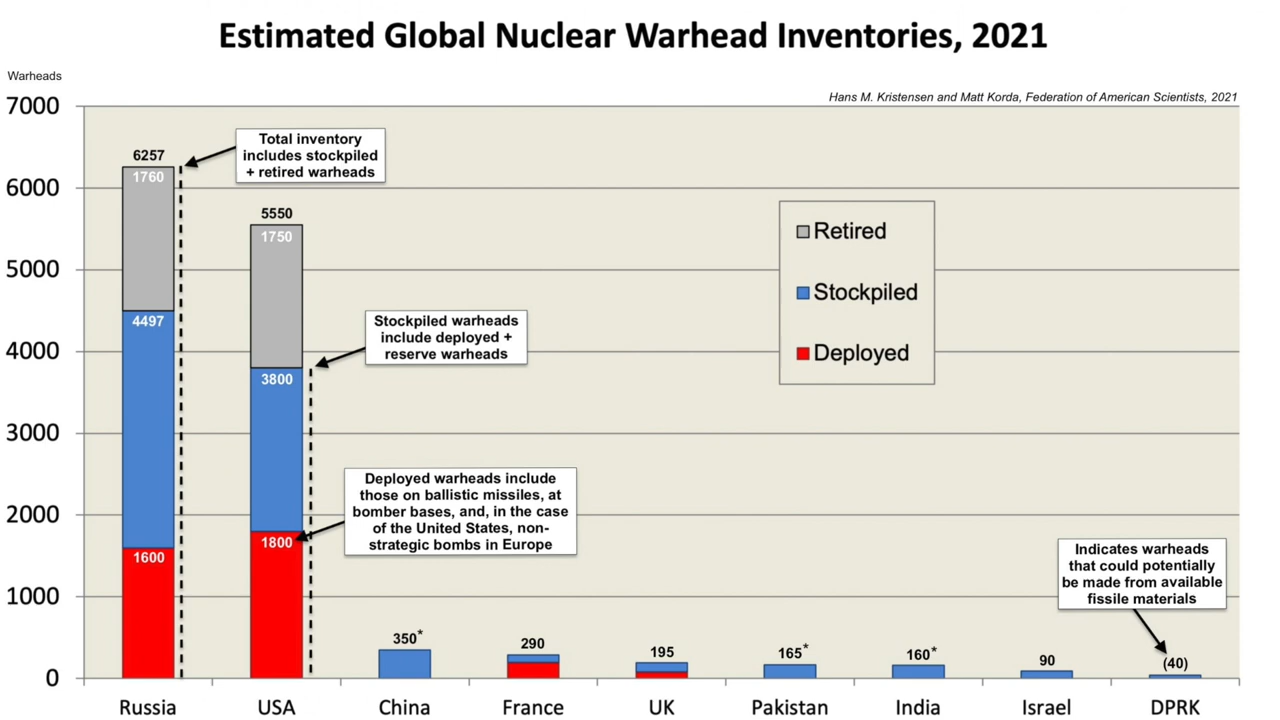 Estimated Global Nuclear Warhead Inventories, 2021
Warheads
Hans M. Kristensen and Matt Korda, Federation of American Scientists, 2021
7000
6000
5000
4000
3000
2000
1000
0
6257
1760
4497
1600
Total inventory
includes stockpiled
+ retired warheads
5550
1750
3800
1800
Stockpiled warheads
include deployed +
reserve warheads
Deployed warheads include
those on ballistic missiles, at
bomber bases, and, in the case
of the United States, non-
strategic bombs in Europe
Retired
Stockpiled
Deployed
Indicates warheads
that could potentially
be made from available
fissile materials
350*
290
195
165*
160*
90
(40)
Russia
USA
China
France
UK
Pakistan
India
Israel
DPRK